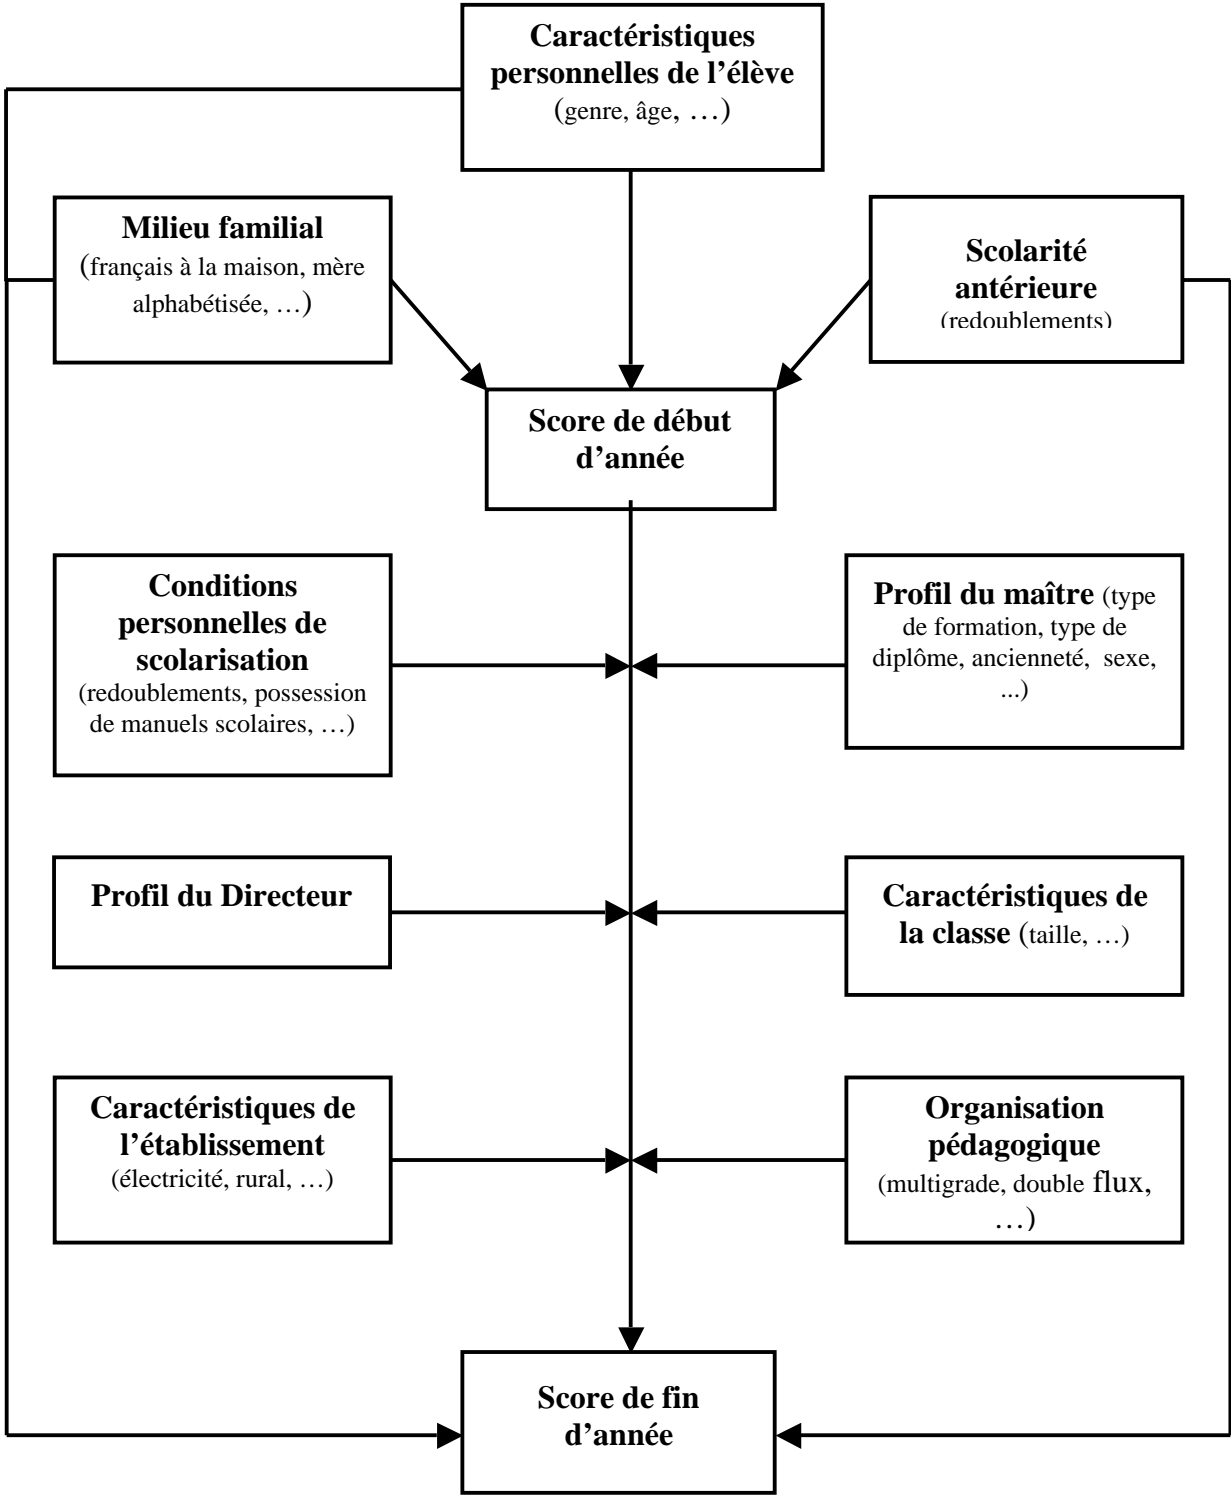 Caractéristiques
personnelles de l’élève
(genre, âge, …)
Milieu familial
(français à la maison, mère
alphabétisée, …)
Scolarité
antérieure
(redoublements)
Score de début
d’année
Conditions
personnelles de
scolarisation
(redoublements, possession
de manuels scolaires, …)
Profil du maître (type
de formation, type de
diplôme, ancienneté, sexe,
...)
Profil du Directeur
Caractéristiques de
la classe (taille, …)
Caractéristiques de
l’établissement
(électricité, rural, …)
Organisation
pédagogique
(multigrade, double flux,
…)
Score de fin
d’année